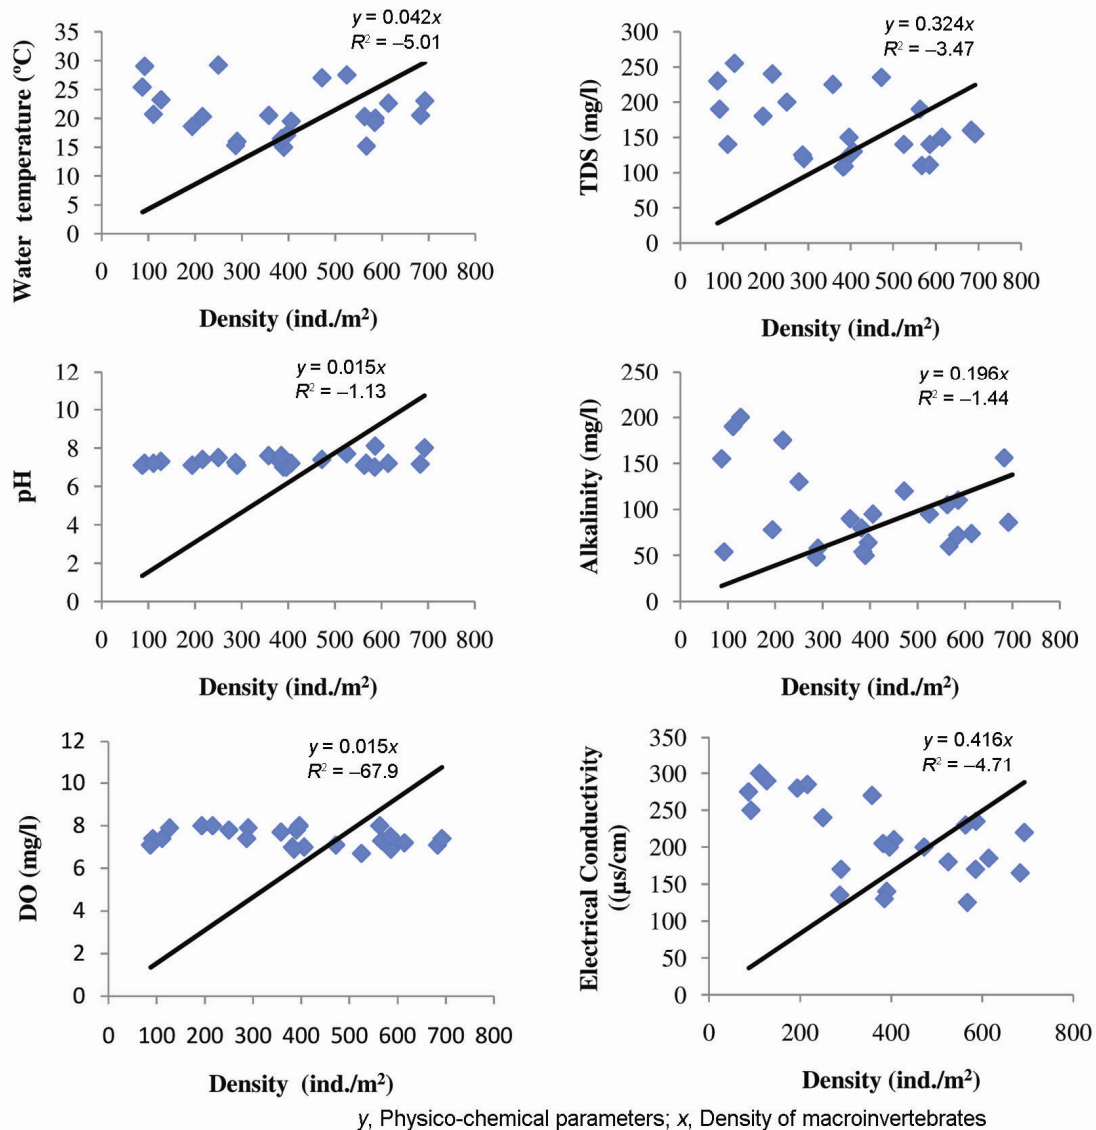 y = 0.042x
R² = –5.01
35
30
25
20
15
10
5
0
Water temperature (ºC)
0 100 200 300 400 500 600 700 800
Density (ind./m²)
y = 0.324x
R² = –3.47
300
250
200
150
100
50
0
TDS (mg/l)
0 100 200 300 400 500 600 700 800
Density (ind./m²)
y = 0.015x
R² = –1.13
12
10
8
6
4
2
0
pH
0 100 200 300 400 500 600 700 800
Density (ind./m²)
y = 0.196x
R² = –1.44
250
200
150
100
50
0
Alkalinity (mg/l)
0 100 200 300 400 500 600 700 800
Density (ind./m²)
y = 0.015x
R² = –67.9
12
10
8
6
4
2
0
DO (mg/l)
0 100 200 300 400 500 600 700 800
Density (ind./m²)
y = 0.416x
R² = –4.71
350
300
250
200
150
100
50
0
Electrical Conductivity
((µs/cm)
0 200 400 600 800
Density (ind./m²)
y, Physico-chemical parameters; x, Density of macroinvertebrates